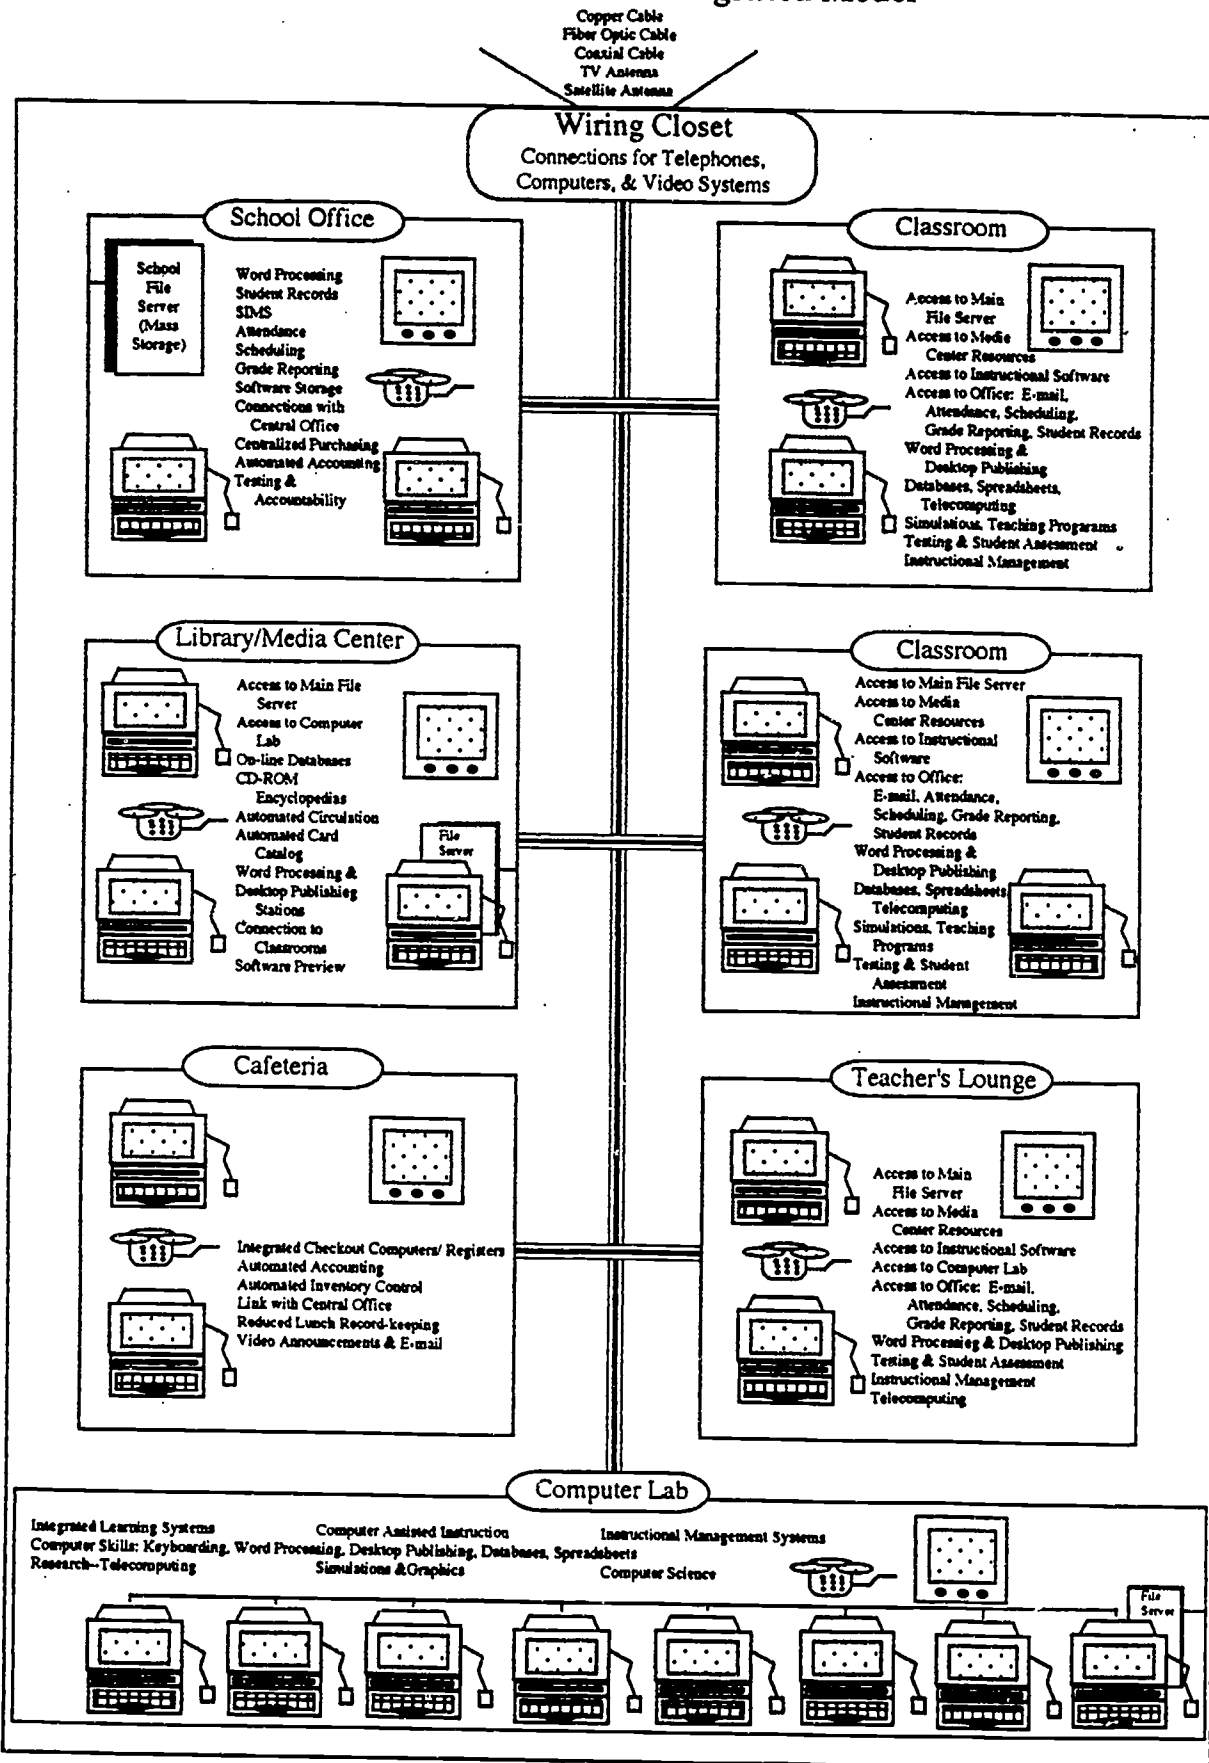 Model
Copper Cable
Fiber Optic Cable
Coaxial Cable
TV Antenna
Satellite Antenna
Wiring Closet
Connections for Telephones,
Computers, & Video Systems
School Office
School
File
Server
(Mass
Storage)
Word Processing
Student Records
SIMS
Attendance
Scheduling
Grade Reporting
Software Storage
Connections with
Central Office
Centralized Purchasing
Automated Accounting
Testing &
Accountability
Classroom
Access to Main
File Server
Access to Medie
Center Resources
Access to Instructional Software
Access to Office: E-mail,
Attendance, Scheduling,
Grade Reporting, Student Records
Word Processing &
Desktop Publishing
Databases, Spreadsheets,
Telecomputing
Simulations, Teaching Programs
Testing & Student Assessment
Instructional Management
Library/Media Center
Access to Main File
Server
Access to Computer
Lab
On-line Databases
CD-ROM
Encyclopedias
Automated Circulation
Automated Card
Catalog
Word Processing &
Desktop Publishing
Stations
Connection to
Classrooms
Software Preview
File
Server
Classroom
Access to Main File Server
Access to Media
Center Resources
Access to Instructional
Software
Access to Office:
E-mail, Attendance,
Scheduling, Grade Reporting,
Student Records
Word Processing &
Desktop Publishing
Databases, Spreadsheets,
Telecomputing
Simulations, Teaching
Programs
Testing & Student
Assessment
Instructional Management
Cafeteria
Integrated Checkout Computers/ Registers
Automated Accounting
Automated Inventory Control
Link with Central Office
Reduced Lunch Record-keeping
Video Announcements & E-mail
Teacher's Lounge
Access to Main
File Server
Access to Media
Center Resources
Access to Instructional Software
Access to Computer Lab
Access to Office: E-mail,
Attendance, Scheduling,
Grade Reporting, Student Records
Word Processing & Desktop Publishing
Testing & Student Assessment
Instructional Management
Telecomputing
Computer Lab
Integrated Learning Systems Computer Assisted Instruction Instructional Management Systems
Computer Skills: Keyboarding, Word Processing, Desktop Publishing, Databases, Spreadsheets
Research--Telecomputing Simulations &Graphics Computer Science
File
Server